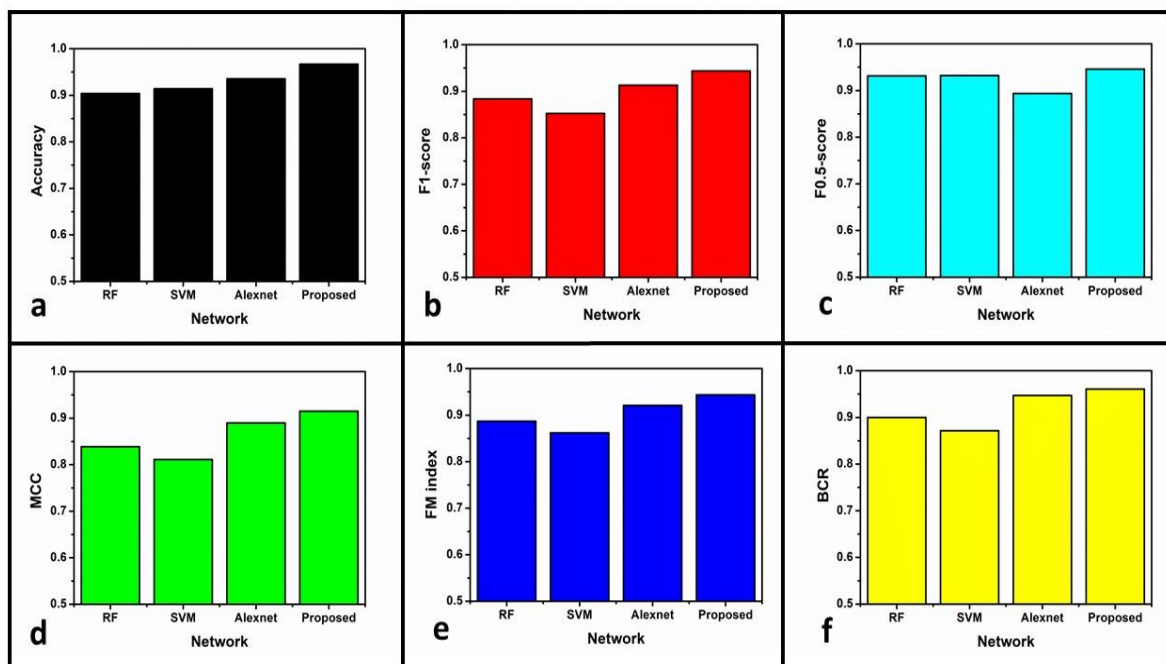 Accuracy
1.0
0.9
0.8
0.7
0.6
0.5
RF SVM Alexnet Proposed
Network
a
F1-score
1.0
0.9
0.8
0.7
0.6
0.5
RF SVM Alexnet Proposed
Network
b
F0.5-score
1.0
0.9
0.8
0.7
0.6
0.5
RF SVM Alexnet Proposed
Network
c
MCC
1.0
0.9
0.8
0.7
0.6
0.5
RF SVM Alexnet Proposed
Network
d
FM index
1.0
0.9
0.8
0.7
0.6
0.5
RF SVM Alexnet Proposed
Network
e
BCR
1.0
0.9
0.8
0.7
0.6
0.5
RF SVM Alexnet Proposed
Network
f